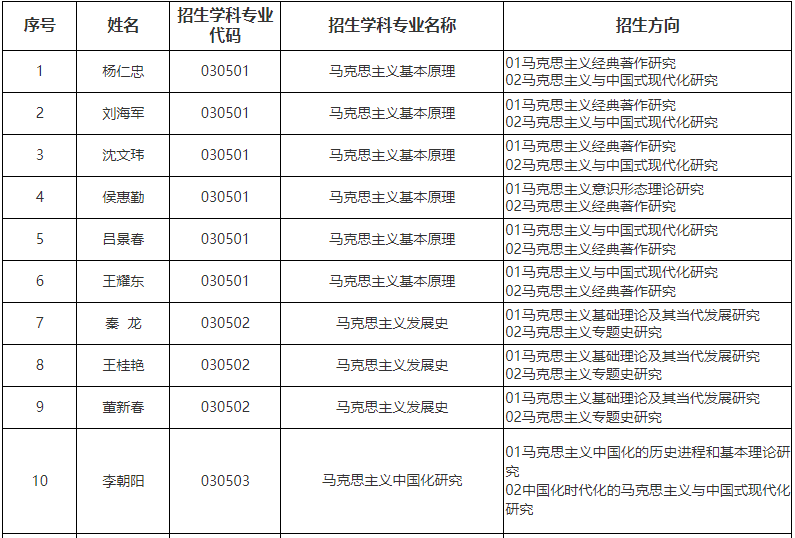 序号 姓名 招生学科专业代码 招生学科专业名称 招生方向
1 杨仁忠 030501 马克思主义基本原理 01马克思主义经典著作研究
02马克思主义与中国式现代化研究
2 刘海军 030501 马克思主义基本原理 01马克思主义经典著作研究
02马克思主义与中国式现代化研究
3 沈文玮 030501 马克思主义基本原理 01马克思主义经典著作研究
02马克思主义与中国式现代化研究
4 侯惠勤 030501 马克思主义基本原理 01马克思主义意识形态理论研究
02马克思主义经典著作研究
5 吕景春 030501 马克思主义基本原理 01马克思主义与中国式现代化研究
02马克思主义经典著作研究
6 王耀东 030501 马克思主义基本原理 01马克思主义与中国式现代化研究
02马克思主义经典著作研究
7 秦 龙 030502 马克思主义发展史 01马克思主义基础理论及其当代发展研究
02马克思主义专题史研究
8 王桂艳 030502 马克思主义发展史 01马克思主义基础理论及其当代发展研究
02马克思主义专题史研究
9 董新春 030502 马克思主义发展史 01马克思主义基础理论及其当代发展研究
02马克思主义专题史研究
10 李朝阳 030503 马克思主义中国化研究 01马克思主义中国化的历史进程和基本理论研
究
02中国化时代化的马克思主义与中国式现代化
研究